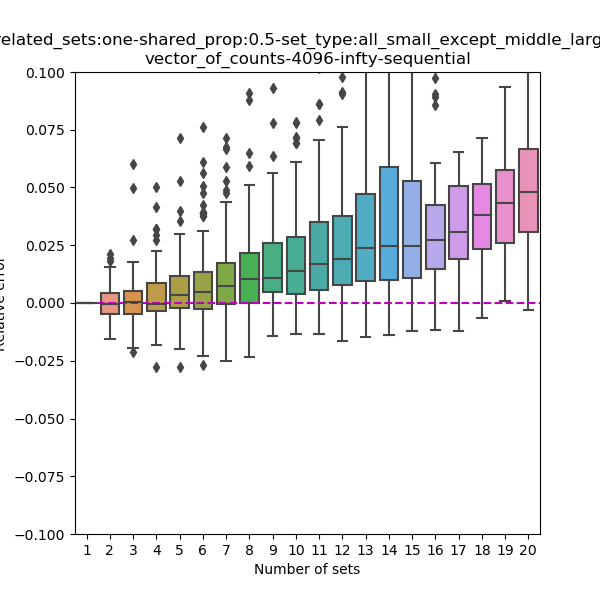 related_sets:one-shared_prop:0.5-set_type:all_small_except_middle_larg
vector_of_counts-4096-infty-sequential
0.100
0.075
0.050
0.025
0.000
−0.025
−0.050
−0.075
−0.100
Relative error
1 2 3 4 5 6 7 8 9 10 11 12 13 14 15 16 17 18 19 20
Number of sets